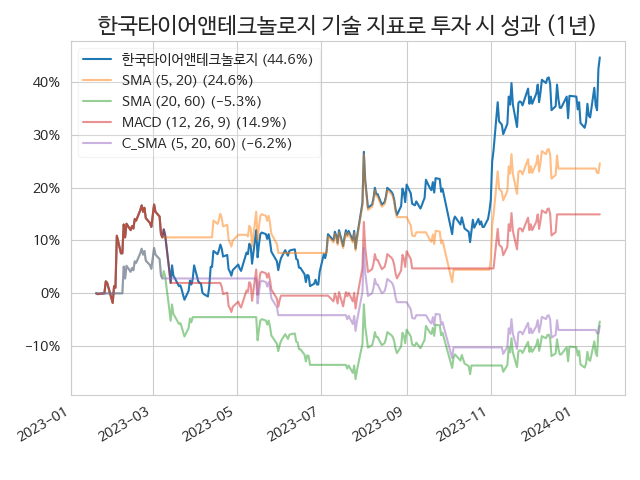 한국타이어앤테크놀로지 기술 지표로 투자 시 성과 (1년)
한국타이어앤테크놀로지 (44.6%)
SMA (5, 20) (24.6%)
SMA (20, 60) (−5.3%)
MACD (12, 26, 9) (14.9%)
C_SMA (5, 20, 60) (−6.2%)
40%
30%
20%
10%
0%
−10%
2023−01
2023−03
2023−05
2023−07
2023−09
2023−11
2024−01